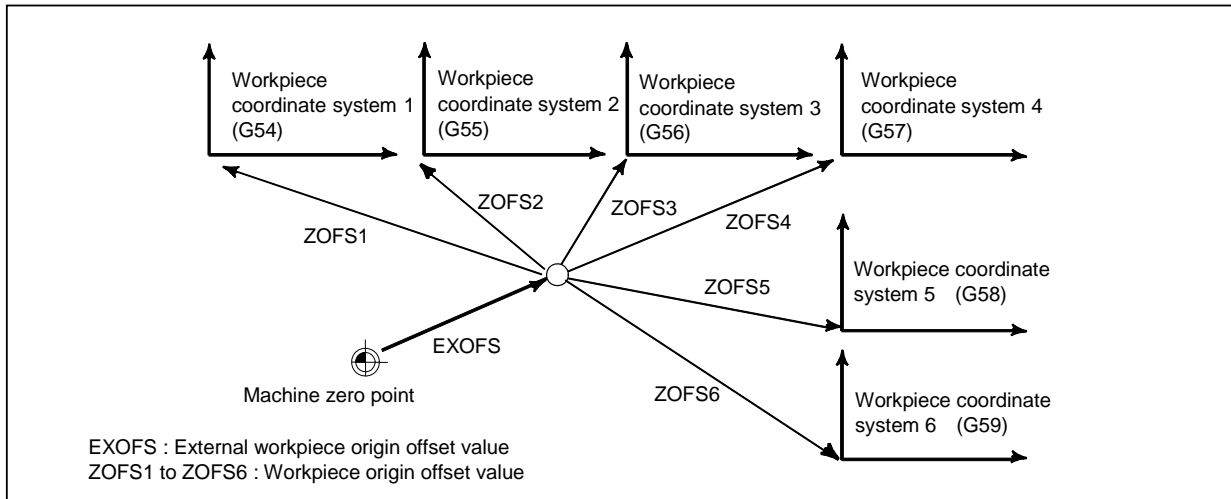 Workpiece
coordinate system 1
(G54)
Workpiece
coordinate system 2
(G55)
Workpiece
coordinate system 3
(G56)
Workpiece
coordinate system 4
(G57)
ZOFS1
ZOFS2
ZOFS3
ZOFS4
ZOFS5
Workpiece coordinate
system 5 (G58)
EXOFS
Machine zero point
ZOFS6
Workpiece coordinate
system 6 (G59)
EXOFS : External workpiece origin offset value
ZOFS1 to ZOFS6 : Workpiece origin offset value